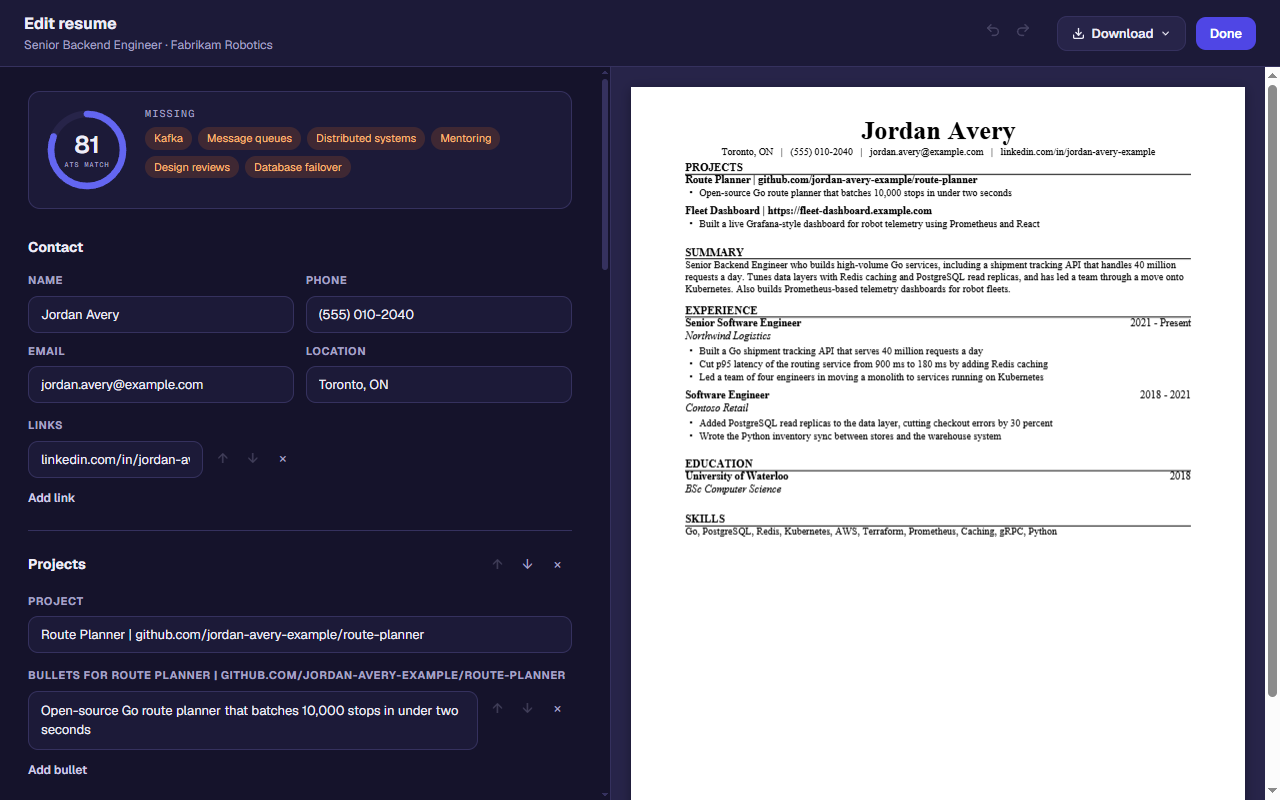 Edit resume
Senior Backend Engineer · Fabrikam Robotics
Download
Done
81
ATS MATCH
MISSING
Kafka
Message queues
Distributed systems
Mentoring
Design reviews
Database failover
Contact
NAME
PHONE
Jordan Avery
(555) 010-2040
EMAIL
LOCATION
jordan.avery@example.com
Toronto, ON
LINKS
linkedin.com/in/jordan-av
Add link
Projects
PROJECT
Route Planner | github.com/jordan-avery-example/route-planner
BULLETS FOR ROUTE PLANNER | GITHUB.COM/JORDAN-AVERY-EXAMPLE/ROUTE-PLANNER
Open-source Go route planner that batches 10,000 stops in under two
seconds
Add bullet
Jordan Avery
Toronto, ON | (555) 010-2040 | jordan.avery@example.com | linkedin.com/in/jordan-avery-example
PROJECTS
Route Planner | github.com/jordan-avery-example/route-planner
• Open-source Go route planner that batches 10,000 stops in under two seconds
Fleet Dashboard | https://fleet-dashboard.example.com
• Built a live Grafana-style dashboard for robot telemetry using Prometheus and React
SUMMARY
Senior Backend Engineer who builds high-volume Go services, including a shipment tracking API that handles 40 million
requests a day. Tunes data layers with Redis caching and PostgreSQL read replicas, and has led a team through a move onto
Kubernetes. Also builds Prometheus-based telemetry dashboards for robot fleets.
EXPERIENCE
Senior Software Engineer 2021 - Present
Northwind Logistics
• Built a Go shipment tracking API that serves 40 million requests a day
• Cut p95 latency of the routing service from 900 ms to 180 ms by adding Redis caching
• Led a team of four engineers in moving a monolith to services running on Kubernetes
Software Engineer 2018 - 2021
Contoso Retail
• Added PostgreSQL read replicas to the data layer, cutting checkout errors by 30 percent
• Wrote the Python inventory sync between stores and the warehouse system
EDUCATION
University of Waterloo 2018
BSc Computer Science
SKILLS
Go, PostgreSQL, Redis, Kubernetes, AWS, Terraform, Prometheus, Caching, gRPC, Python